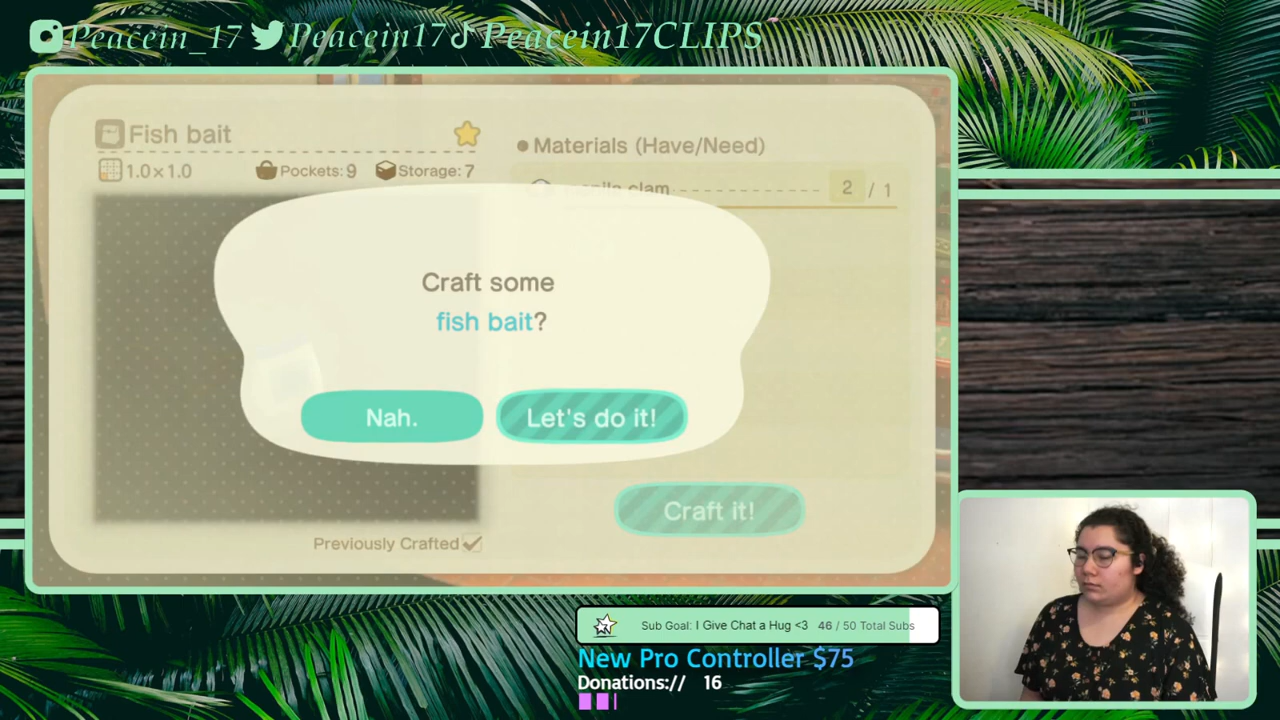 Peacein_17 Peacein17 Peacein17CLIPS
Fish bait
1.0×1.0 Pockets: 9 Storage: 7
Materials (Have/Need)
clam 2 / 1
Craft some
fish bait?
Nah. Let's do it!
Craft it!
Previously Crafted
Sub Goal: I Give Chat a Hug <3 46 / 50 Total Subs
New Pro Controller $75
Donations:// 16